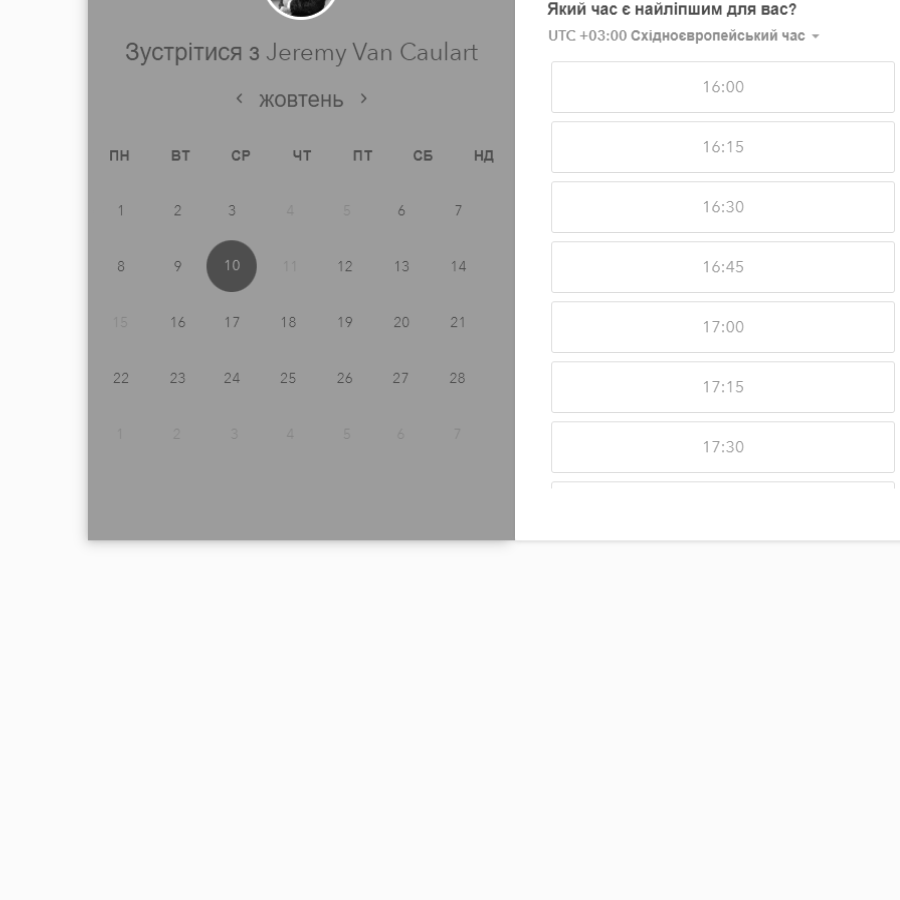 Зустрітися з Jeremy Van Caulart
жовтень
ПН ВТ СР ЧТ ПТ СБ НД
1 2 3 4 5 6 7
8 9 10 11 12 13 14
15 16 17 18 19 20 21
22 23 24 25 26 27 28
1 2 3 4 5 6 7
Який час є найліпшим для вас?
UTC +03:00 Східноєвропейський час
16:00
16:15
16:30
16:45
17:00
17:15
17:30